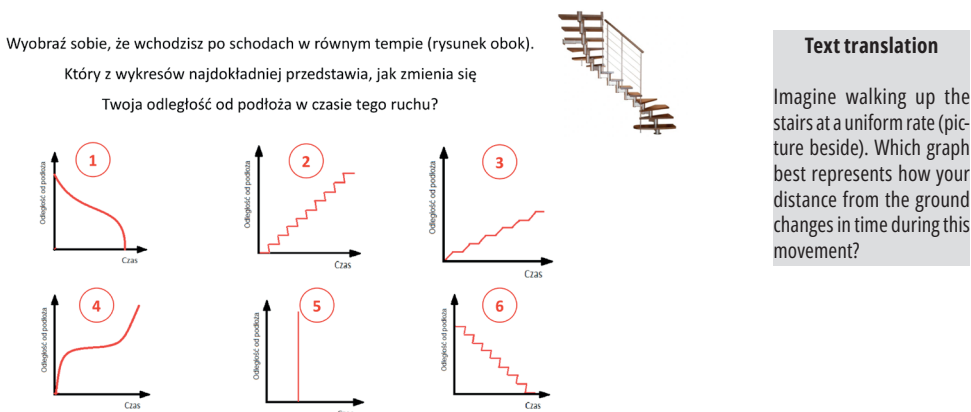 Wyobraź sobie, że wchodzisz po schodach w równym tempie (rysunek obok).
Który z wykresów najdokładniej przedstawia, jak zmienia się
Twoja odległość od podłoża w czasie tego ruchu?
Text translation
Imagine walking up the
stairs at a uniform rate (pic-
ture beside). Which graph
best represents how your
distance from the ground
changes in time during this
movement?
1
Odległość od podłoża
Czas
2
Odległość od podłoża
Czas
3
Odległość od podłoża
Czas
4
Odległość od podłoża
Czas
5
Odległość od podłoża
Czas
6
Odległość od podłoża
Czas